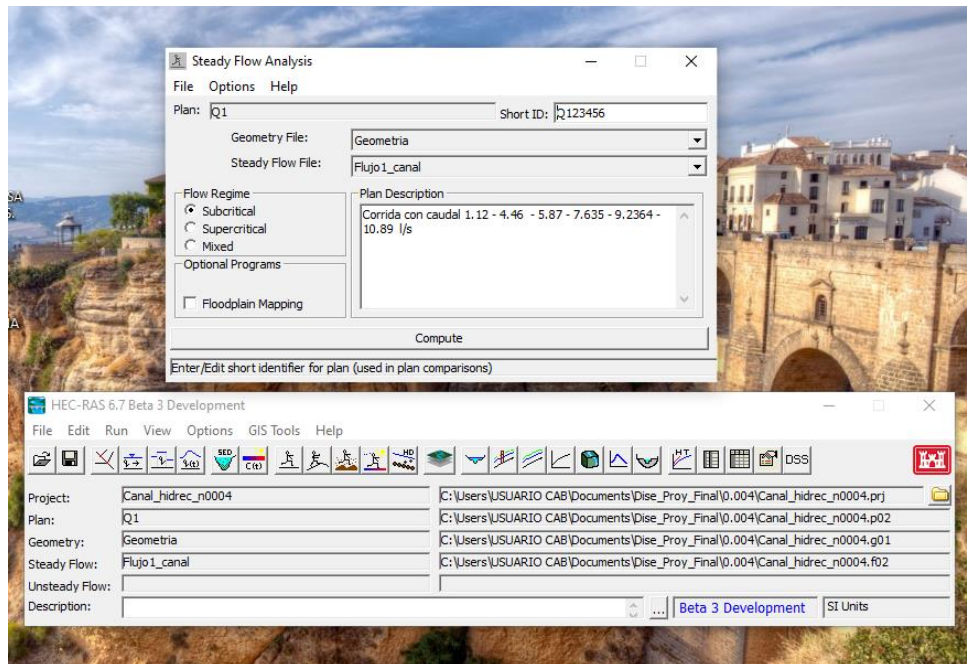 SA
S.
IA
Steady Flow Analysis
File Options Help
Plan: Q1 Short ID: Q123456
Geometry File: Geometria
Steady Flow File: Flujo1_canal
Flow Regime
Subcritical
Supercritical
Mixed
Optional Programs
Floodplain Mapping
Plan Description
Corrida con caudal 1.12 - 4.46 - 5.87 - 7.635 - 9.2364 -
10.89 l/s
Compute
Enter/Edit short identifier for plan (used in plan comparisons)
HEC-RAS 6.7 Beta 3 Development
File Edit Run View Options GIS Tools Help
SED C(t) S(t) HD HT DSS
Project: Canal_hidrec_n0004 C:\Users\USUARIO CAB\Documents\Dise_Proy_Final\0.004\Canal_hidrec_n0004.prj
Plan: Q1 C:\Users\USUARIO CAB\Documents\Dise_Proy_Final\0.004\Canal_hidrec_n0004.p02
Geometry: Geometria C:\Users\USUARIO CAB\Documents\Dise_Proy_Final\0.004\Canal_hidrec_n0004.g01
Steady Flow: Flujo1_canal C:\Users\USUARIO CAB\Documents\Dise_Proy_Final\0.004\Canal_hidrec_n0004.f02
Unsteady Flow:
Description: ... Beta 3 Development SI Units